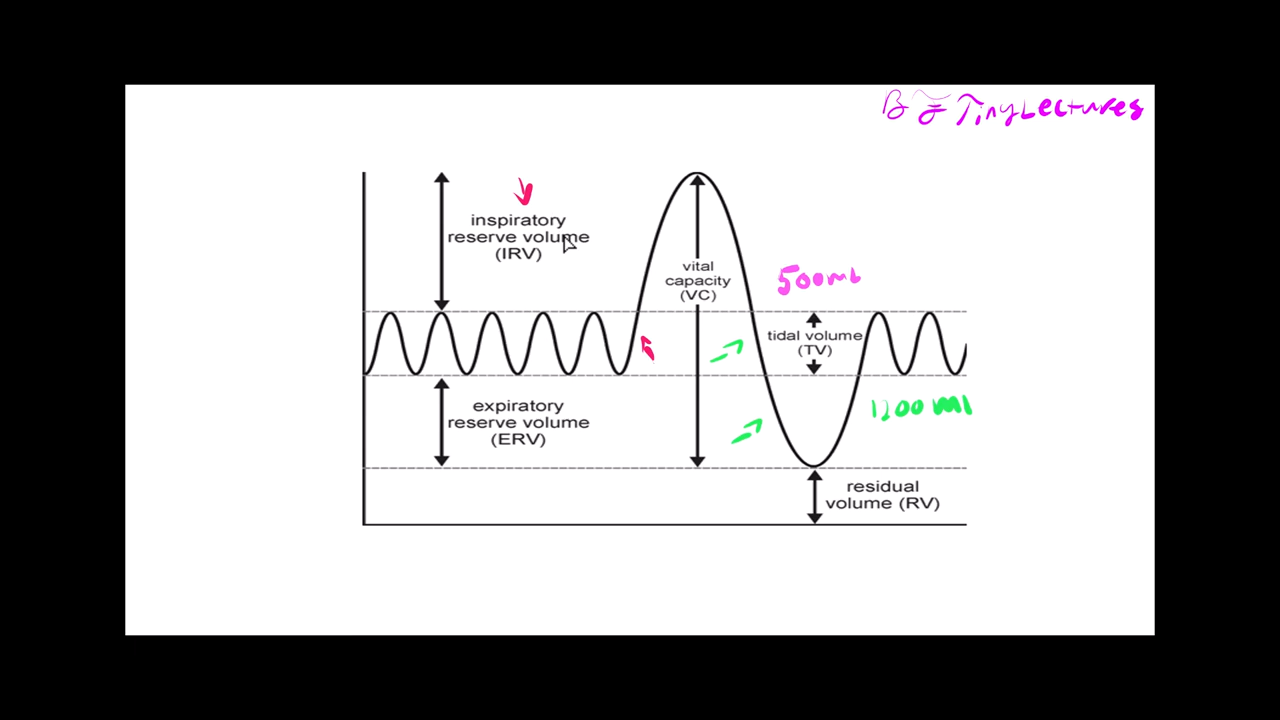 TinyLectures
inspiratory
reserve volume
(IRV)
vital
capacity
(VC)
500mL
tidal volume
(TV)
expiratory
reserve volume
(ERV)
1200 ml
residual
volume (RV)